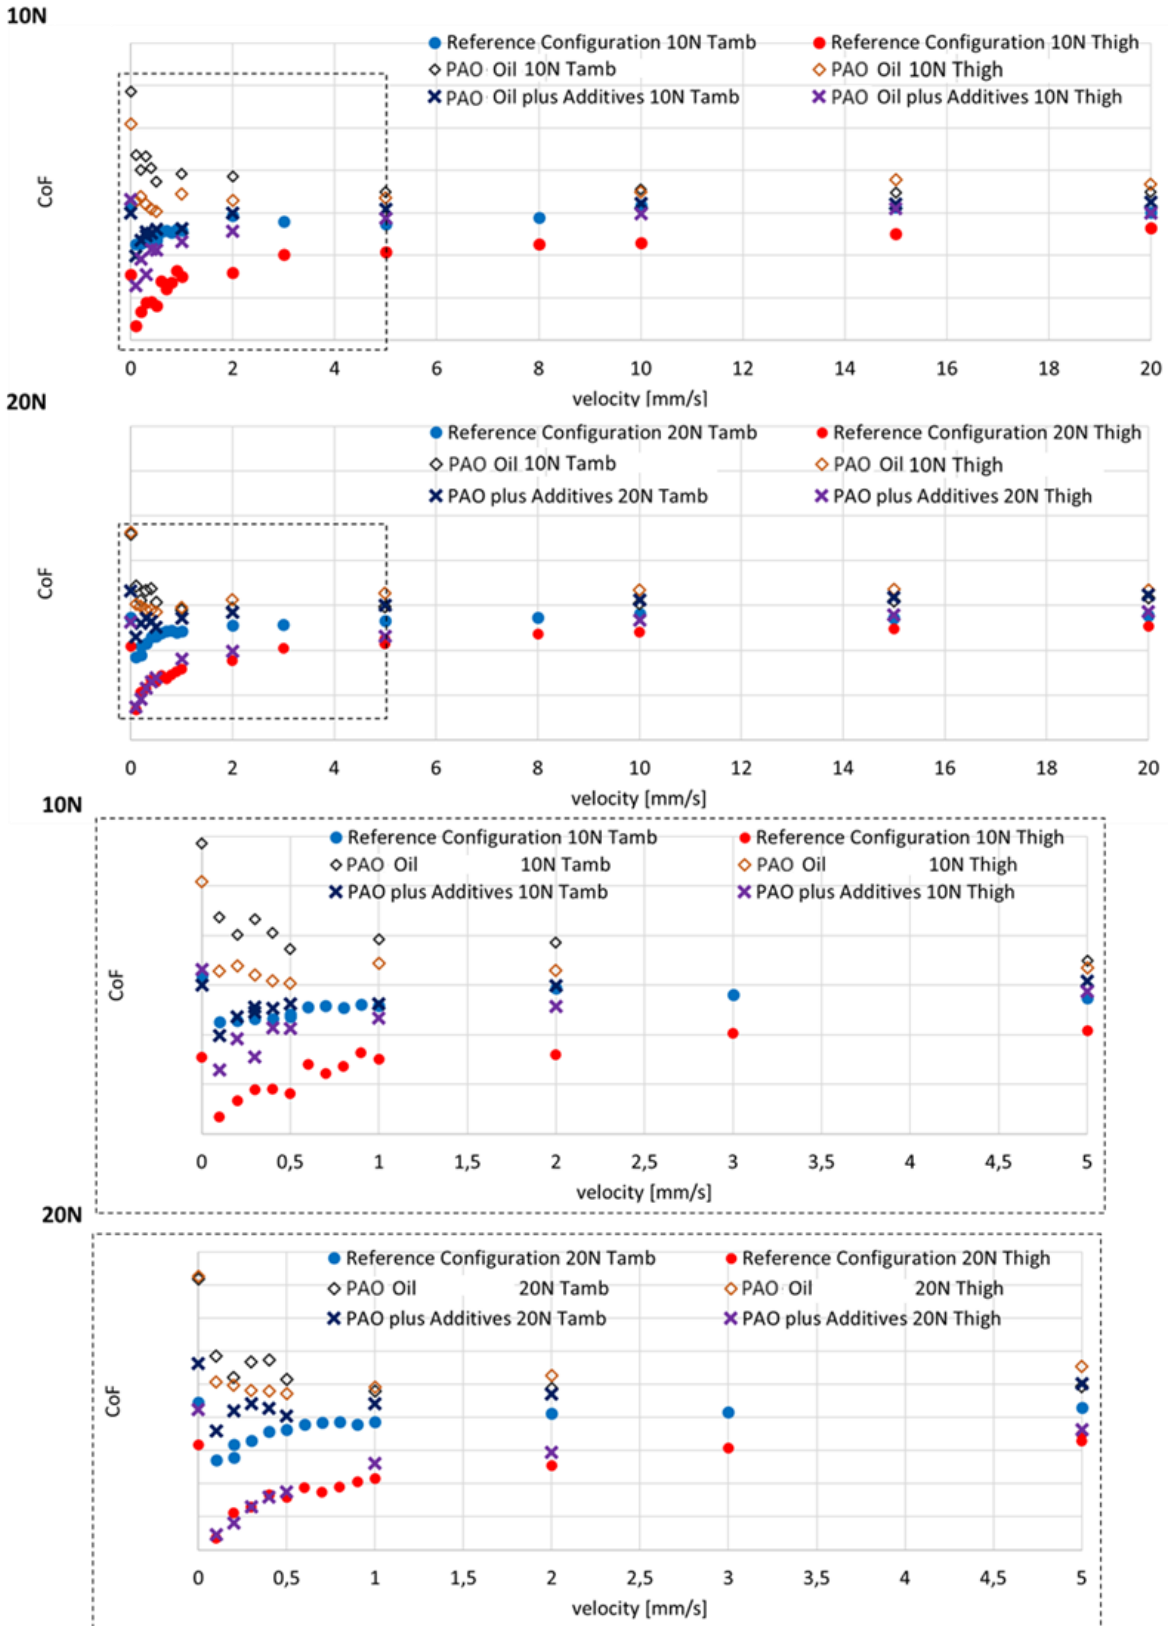 10N
Reference Configuration 10N Tamb
Reference Configuration 10N Thigh
PAO Oil 10N Tamb
PAO Oil 10N Thigh
PAO Oil plus Additives 10N Tamb
PAO Oil plus Additives 10N Thigh
CoF
0 2 4 6 8 10 12 14 16 18 20
velocity [mm/s]
20N
Reference Configuration 20N Tamb
Reference Configuration 20N Thigh
PAO Oil 10N Tamb
PAO Oil 10N Thigh
PAO plus Additives 20N Tamb
PAO plus Additives 20N Thigh
CoF
0 2 4 6 8 10 12 14 16 18 20
velocity [mm/s]
10N
Reference Configuration 10N Tamb
Reference Configuration 10N Thigh
PAO Oil 10N Tamb
PAO Oil 10N Thigh
PAO plus Additives 10N Tamb
PAO plus Additives 10N Thigh
CoF
0 0,5 1 1,5 2 2,5 3 3,5 4 4,5 5
velocity [mm/s]
20N
Reference Configuration 20N Tamb
Reference Configuration 20N Thigh
PAO Oil 20N Tamb
PAO Oil 20N Thigh
PAO plus Additives 20N Tamb
PAO plus Additives 20N Thigh
CoF
0 0,5 1 1,5 2 2,5 3 3,5 4 4,5 5
velocity [mm/s]